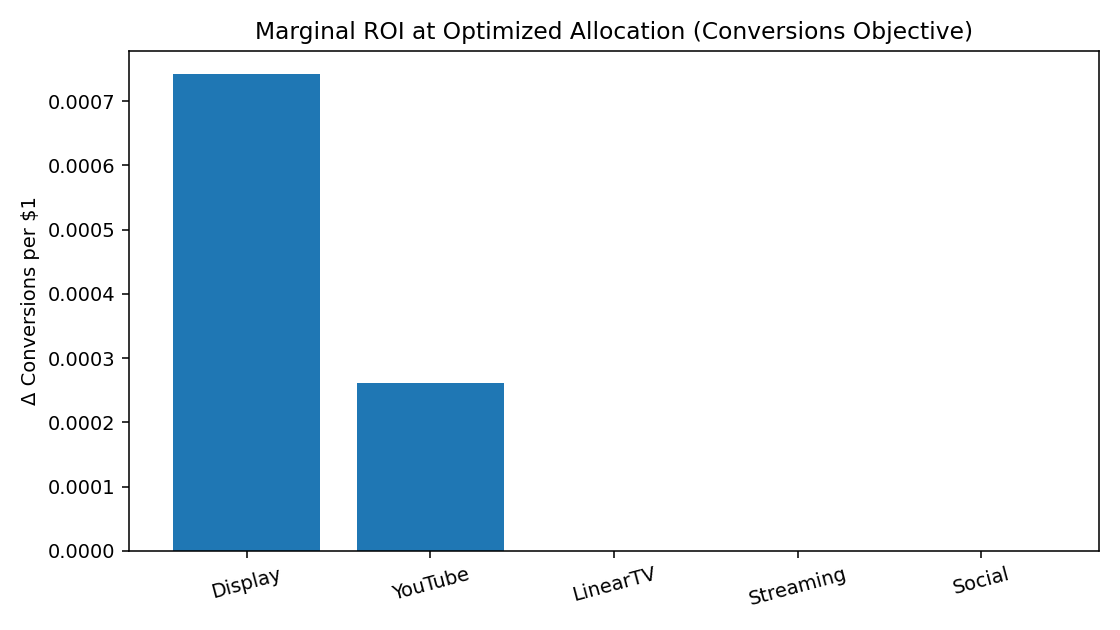 Marginal ROI at Optimized Allocation (Conversions Objective)
Δ Conversions per $1
0.0007
0.0006
0.0005
0.0004
0.0003
0.0002
0.0001
0.0000
Display
YouTube
LinearTV
Streaming
Social